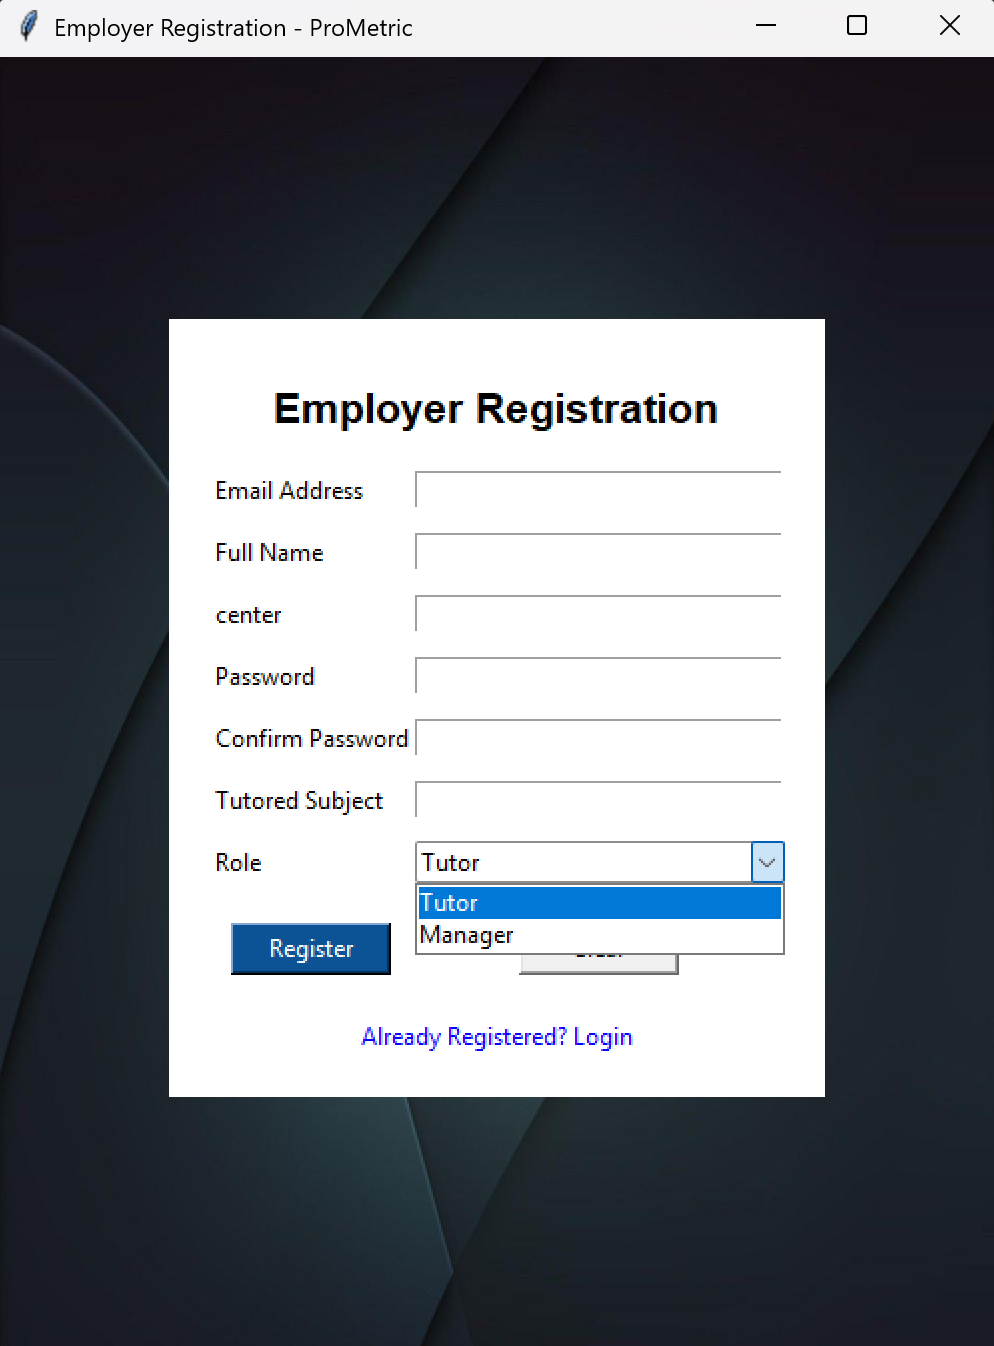 Employer Registration - ProMetric
Employer Registration
Email Address
Full Name
center
Password
Confirm Password
Tutored Subject
Role Tutor
Tutor
Manager
Register
Already Registered? Login